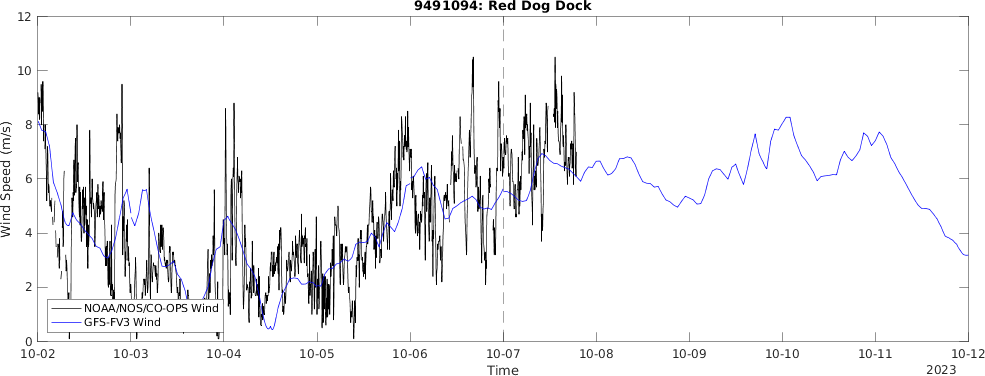 9491094: Red Dog Dock
Wind Speed (m/s)
12
10
8
6
4
2
0
NOAA/NOS/CO-OPS Wind
GFS-FV3 Wind
10-02 10-03 10-04 10-05 10-06 10-07 10-08 10-09 10-10 10-11 10-12
Time
2023